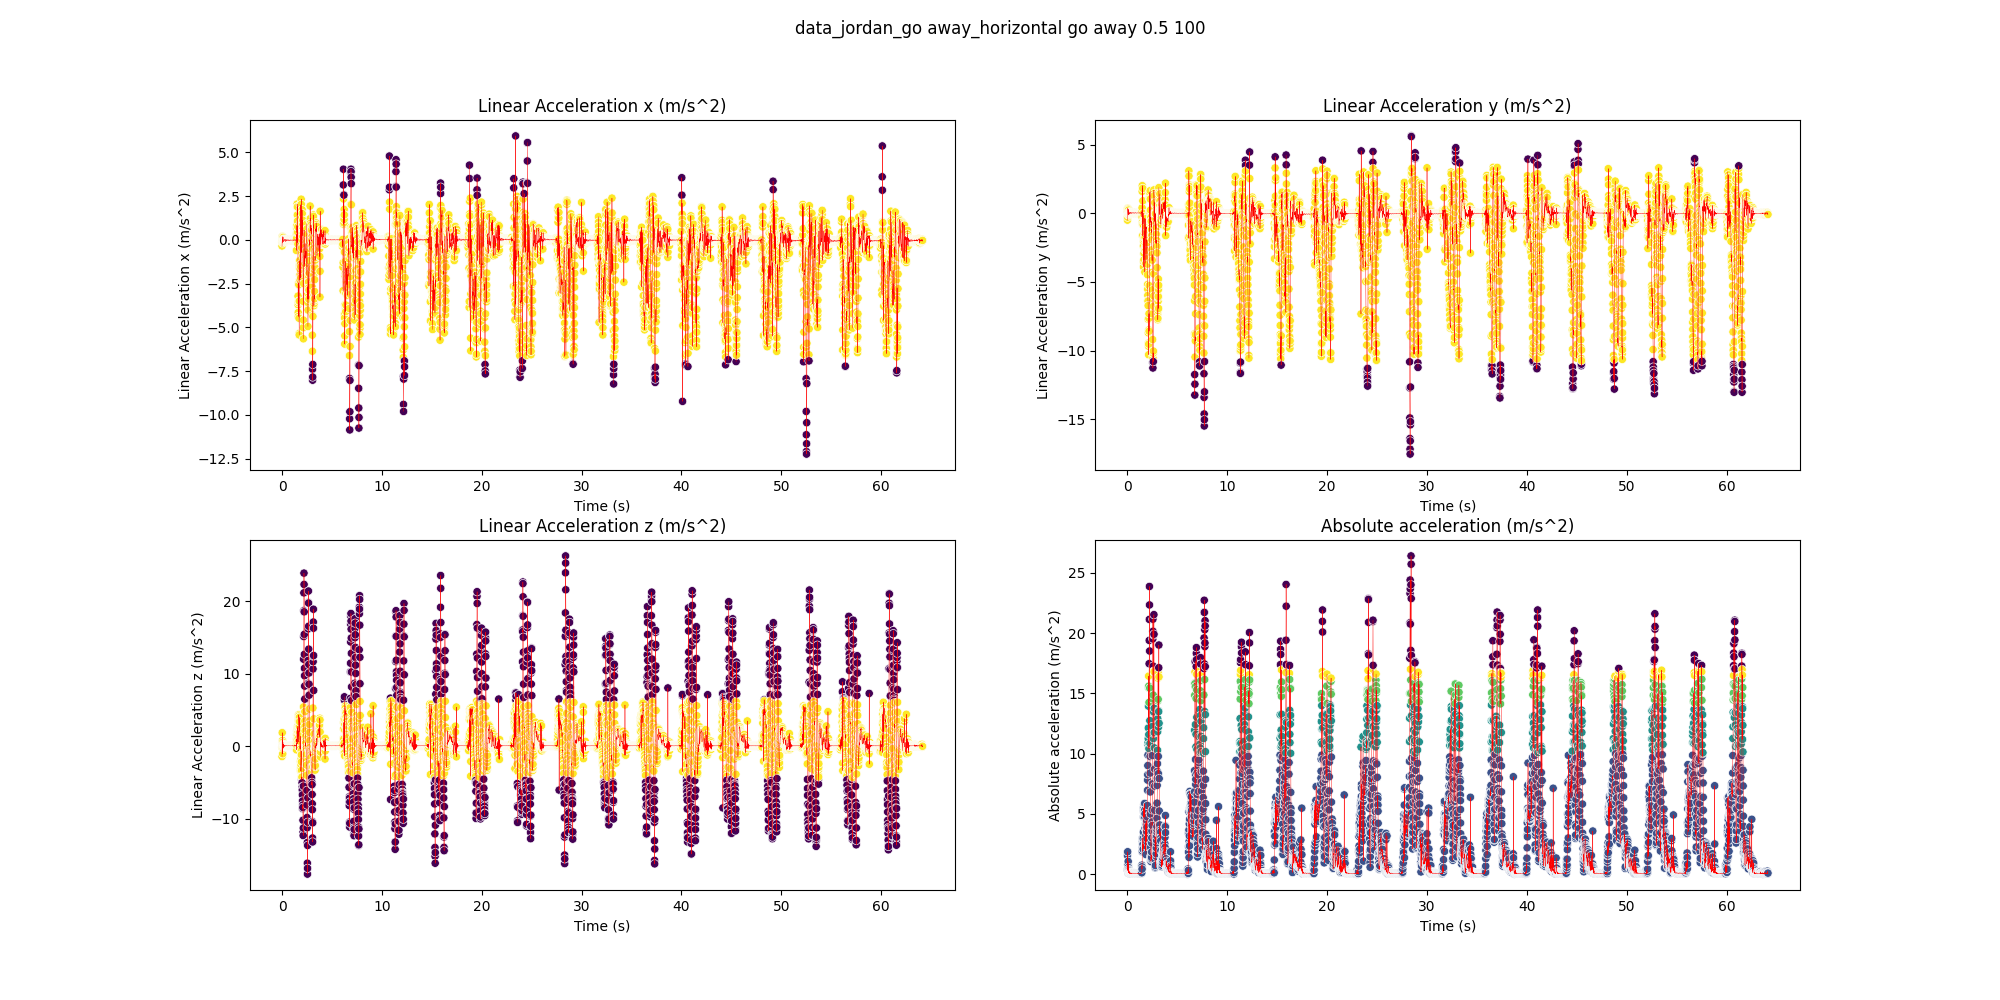 data_jordan_go away_horizontal go away 0.5 100
Linear Acceleration x (m/s^2)
Linear Acceleration x (m/s^2)
5.0
2.5
0.0
−2.5
−5.0
−7.5
−10.0
−12.5
0 10 20 30 40 50 60
Time (s)
Linear Acceleration y (m/s^2)
Linear Acceleration y (m/s^2)
5
0
−5
−10
−15
0 10 20 30 40 50 60
Time (s)
Linear Acceleration z (m/s^2)
Linear Acceleration z (m/s^2)
20
10
0
−10
0 10 20 30 40 50 60
Time (s)
Absolute acceleration (m/s^2)
Absolute acceleration (m/s^2)
25
20
15
10
5
0
0 10 20 30 40 50 60
Time (s)